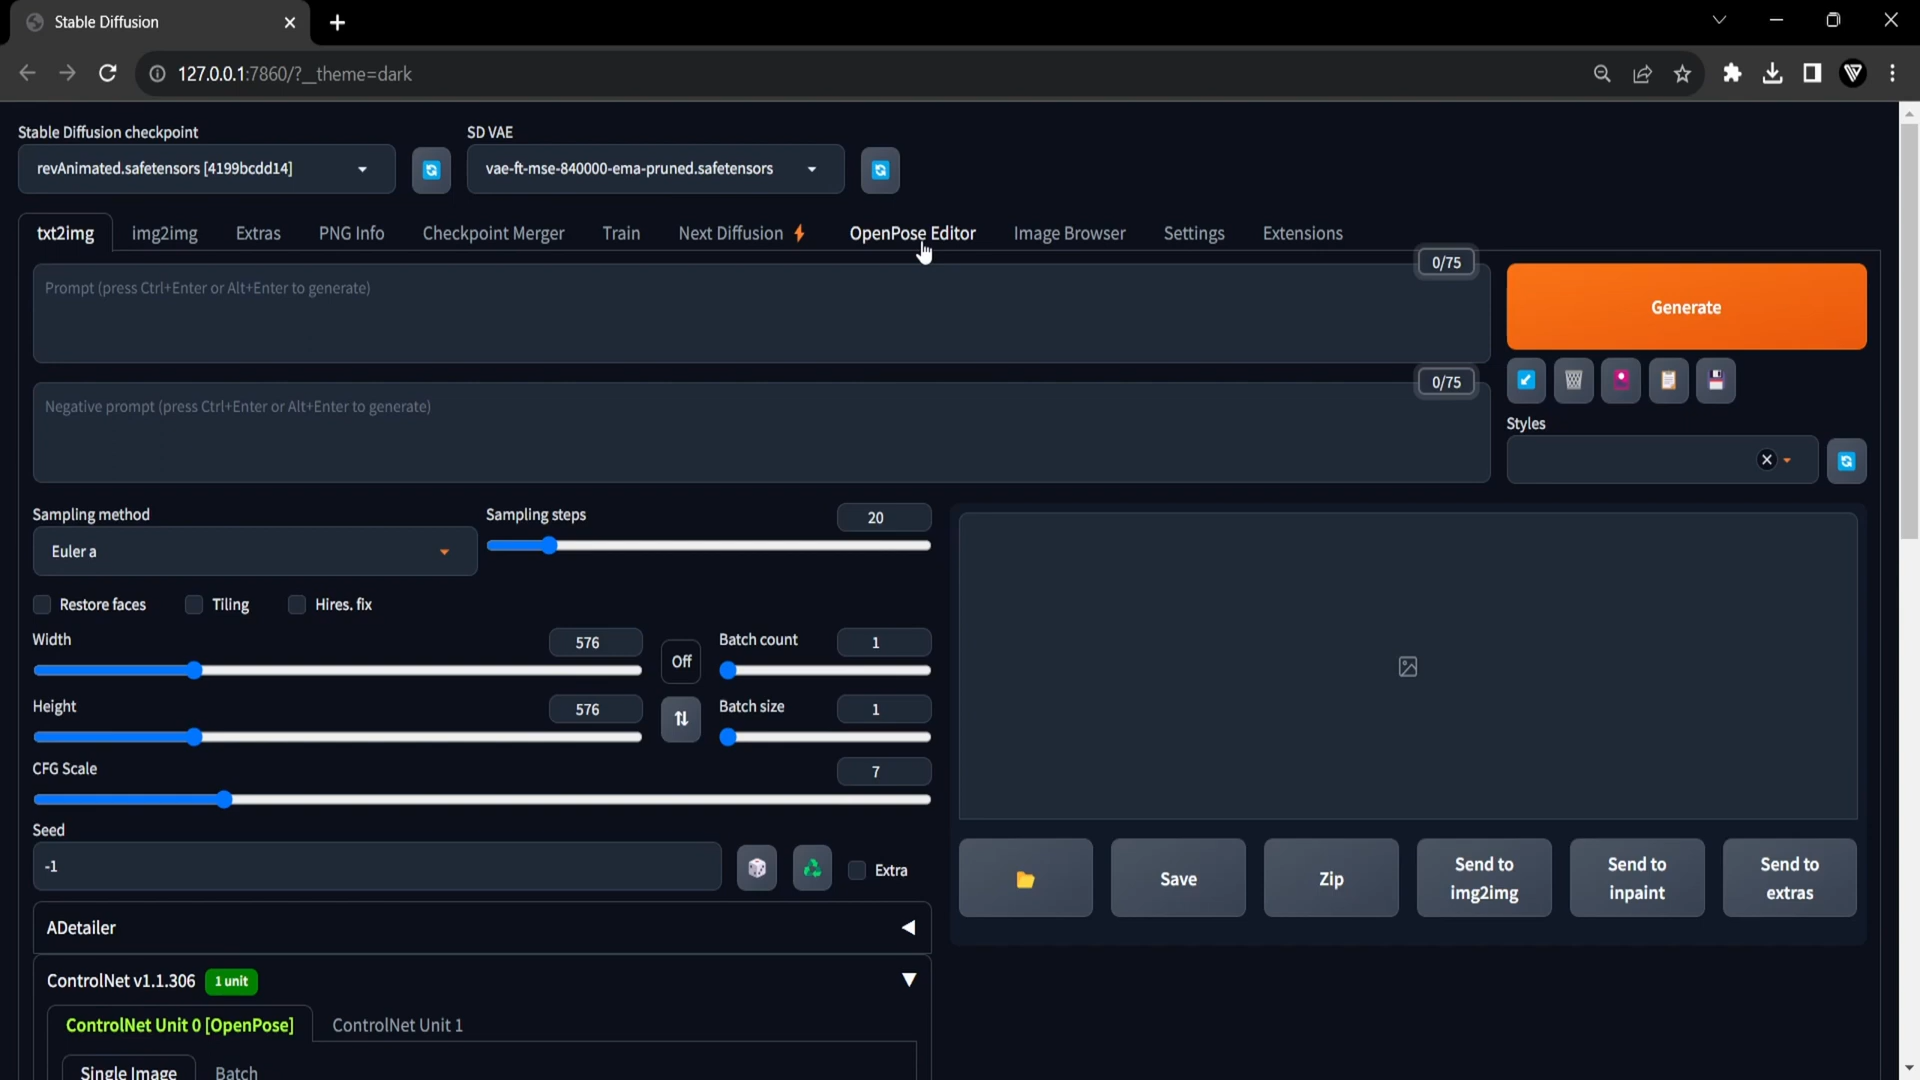 Stable Diffusion
127.0.0.1:7860/?__theme=dark
Stable Diffusion checkpoint
SD VAE
revAnimated.safetensors [4199bcdd14]
vae-ft-mse-840000-ema-pruned.safetensors
txt2img img2img Extras PNG Info Checkpoint Merger Train Next Diffusion OpenPose Editor Image Browser Settings Extensions
0/75
Prompt (press Ctrl+Enter or Alt+Enter to generate)
Generate
0/75
Negative prompt (press Ctrl+Enter or Alt+Enter to generate)
Styles
Sampling method
Euler a
Sampling steps
20
Restore faces Tiling Hires. fix
Width
576
Off
Batch count
1
Height
576
Batch size
1
CFG Scale
7
Seed
-1
Extra
Save
Zip
Send to
img2img
Send to
inpaint
Send to
extras
ADetailer
ControlNet v1.1.306 1 unit
ControlNet Unit 0 [OpenPose] ControlNet Unit 1
Single Image Batch